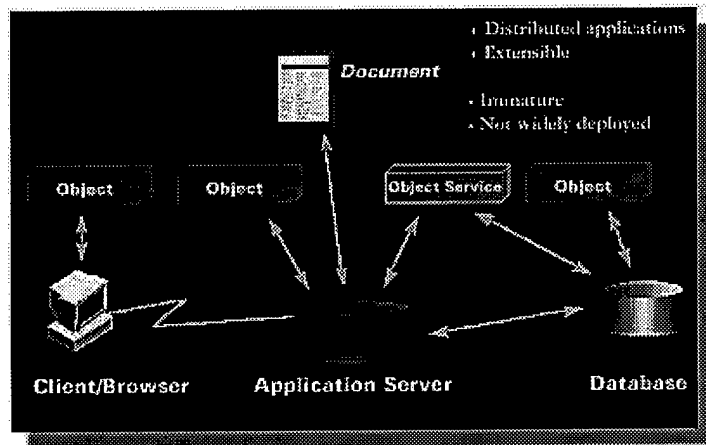 Distributed applications
Extensible
Document
Immature
Not widely deployed
Object
Object
Object Service
Object
Client/Browser
Application Server
Database